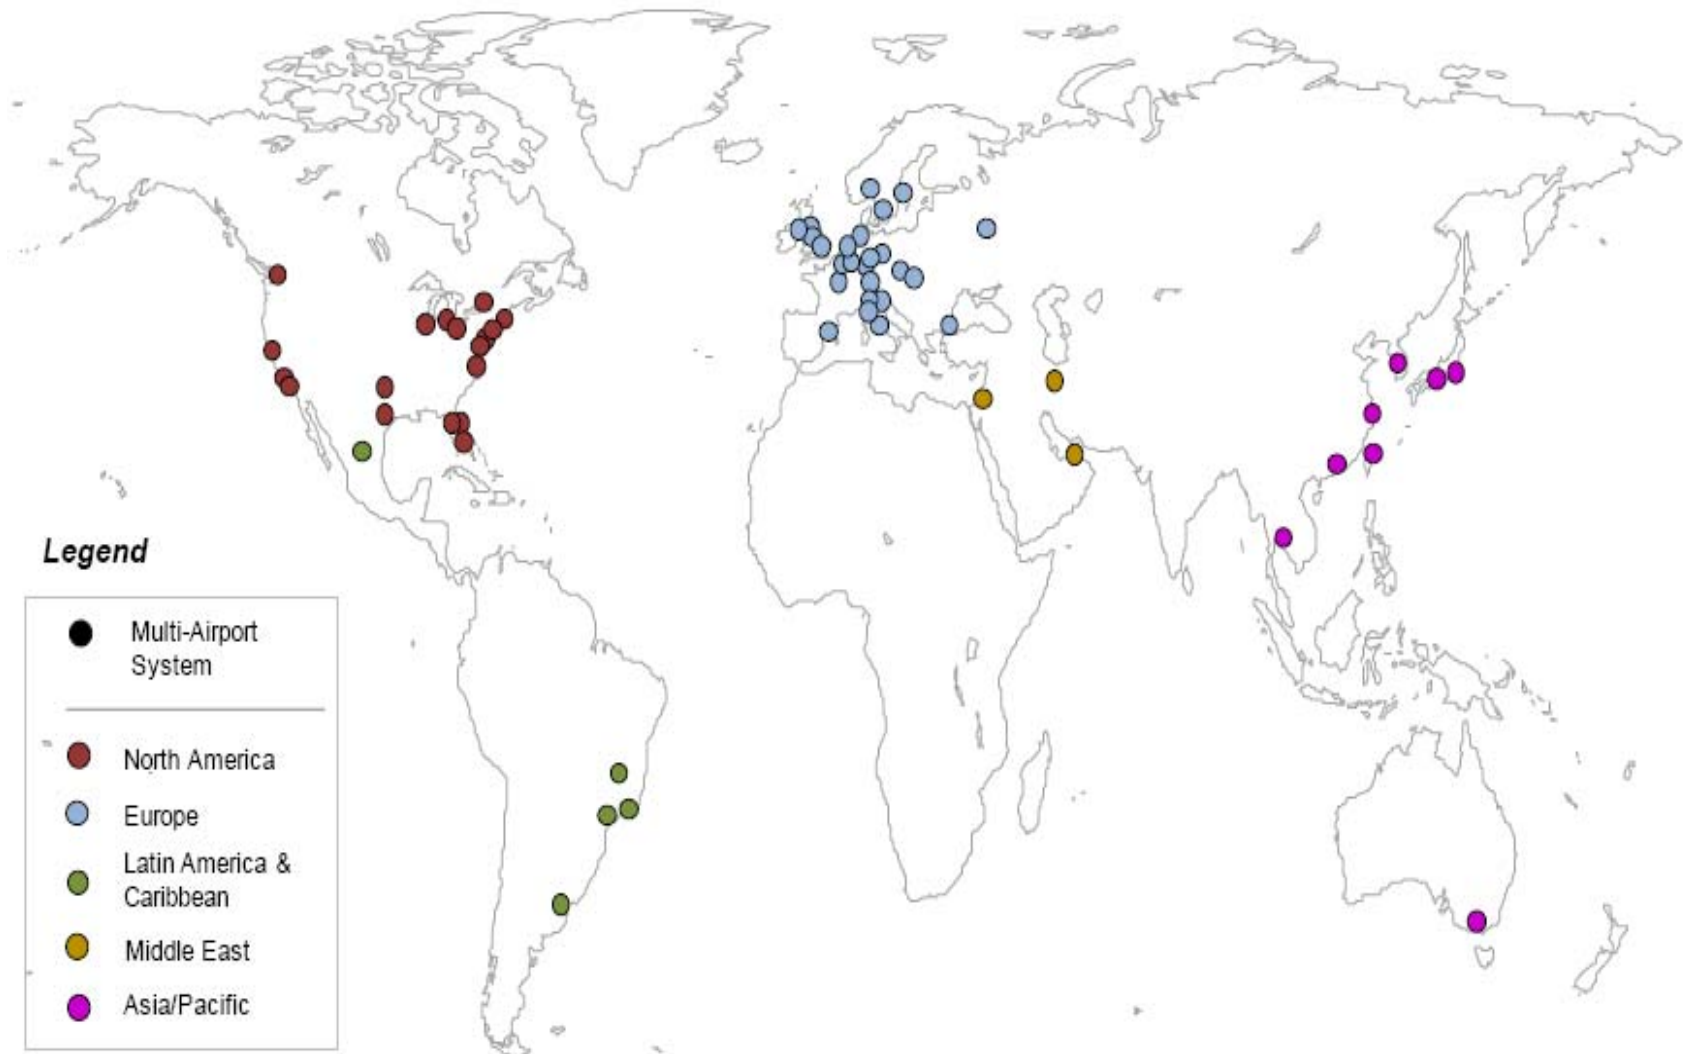 Legend
Multi-Airport
System
North America
Europe
Latin America &
Caribbean
Middle East
Asia/Pacific